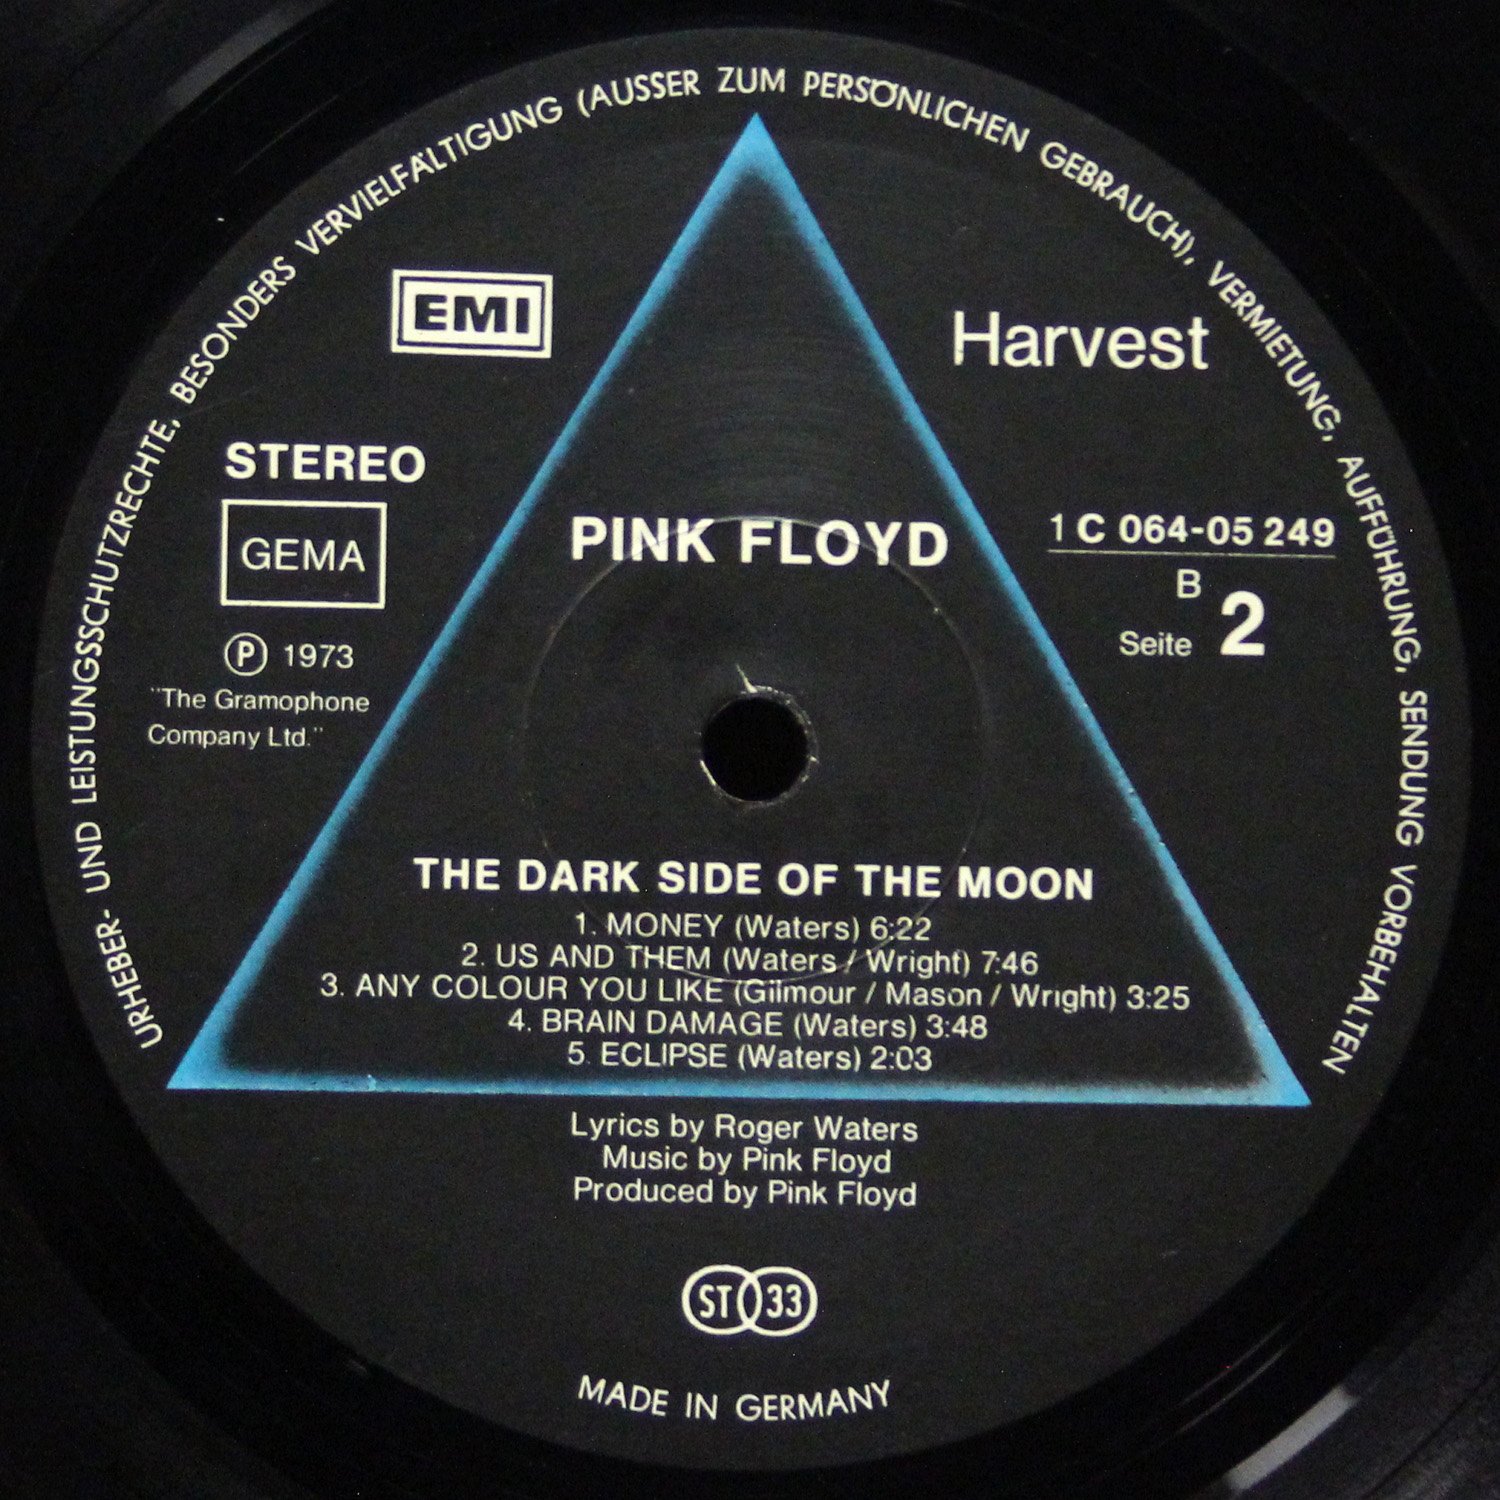 URHEBER- UND LEISTUNGSSCHUTZRECHTE, BESONDERS VERVIELFÄLTIGUNG (AUSSER ZUM PERSÖNLICHEN GEBRAUCH), VERMIETUNG, AUFFÜHRUNG, SENDUNG VORBEHALTEN
EMI
Harvest
STEREO
GEMA
℗ 1973
"The Gramophone
Company Ltd."
PINK FLOYD
1 C 064-05 249
B
Seite 2
THE DARK SIDE OF THE MOON
1. MONEY (Waters) 6:22
2. US AND THEM (Waters / Wright) 7:46
3. ANY COLOUR YOU LIKE (Gilmour / Mason / Wright) 3:25
4. BRAIN DAMAGE (Waters) 3:48
5. ECLIPSE (Waters) 2:03
Lyrics by Roger Waters
Music by Pink Floyd
Produced by Pink Floyd
ST 33
MADE IN GERMANY